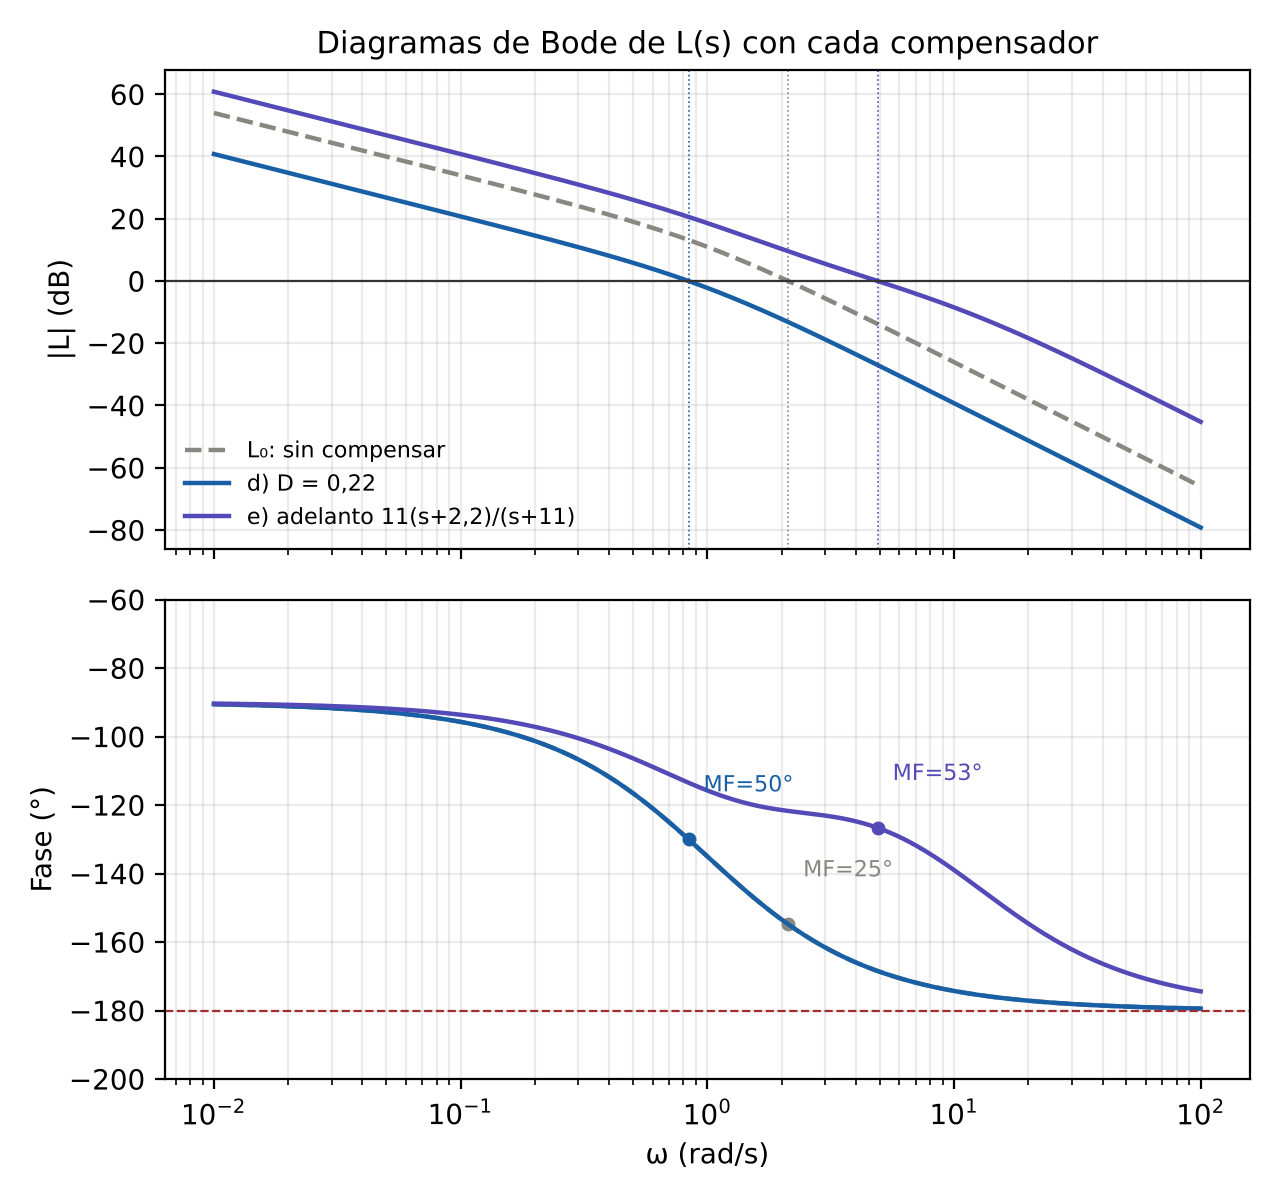 Diagramas de Bode de L(s) con cada compensador
60
40
20
0
−20
−40
−60
−80
|L| (dB)
L₀: sin compensar
d) D = 0,22
e) adelanto 11(s+2,2)/(s+11)
−60
−80
−100
−120
−140
−160
−180
−200
Fase (°)
MF=53°
MF=50°
MF=25°
10⁻² 10⁻¹ 10⁰ 10¹ 10²
ω (rad/s)